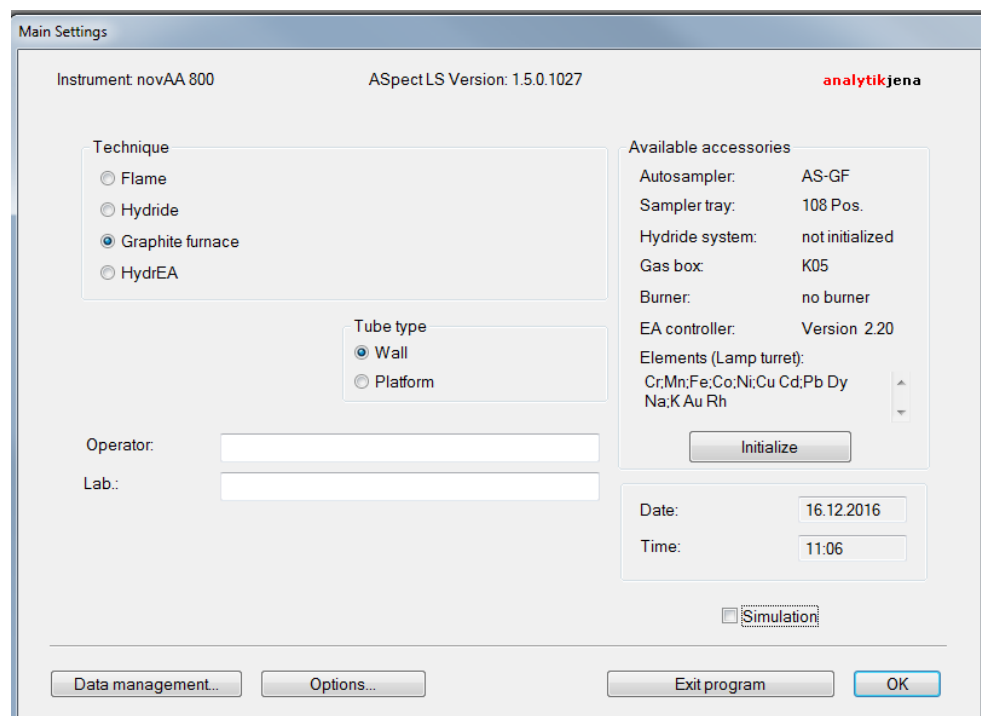 Main Settings
Instrument: novAA 800
ASpect LS Version: 1.5.0.1027
analytikjena
Technique
Flame
Hydride
Graphite furnace
HydrEA
Tube type
Wall
Platform
Operator:
Lab.:
Available accessories
Autosampler: AS-GF
Sampler tray: 108 Pos.
Hydride system: not initialized
Gas box: K05
Burner: no burner
EA controller: Version 2.20
Elements (Lamp turret):
Cr;Mn;Fe;Co;Ni;Cu Cd;Pb Dy
Na;K Au Rh
Initialize
Date: 16.12.2016
Time: 11:06
Simulation
Data management...
Options...
Exit program
OK